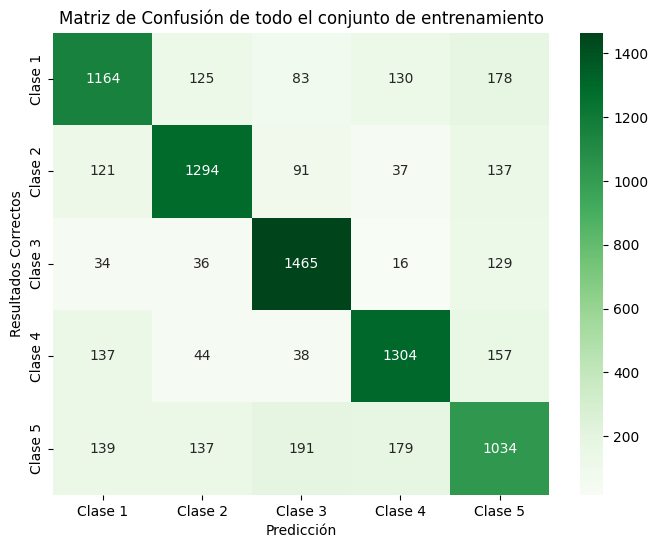 Matriz de Confusión de todo el conjunto de entrenamiento
Clase 1
1164 125 83 130 178
Clase 2
121 1294 91 37 137
Clase 3
34 36 1465 16 129
Clase 4
137 44 38 1304 157
Clase 5
139 137 191 179 1034
Resultados Correctos
Clase 1 Clase 2 Clase 3 Clase 4 Clase 5
Predicción
1400
1200
1000
800
600
400
200